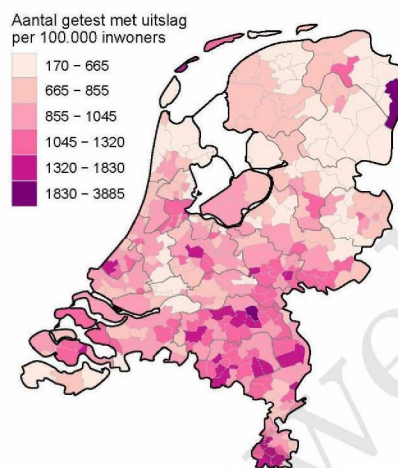 Aantal getest met uitslag
per 100.000 inwoners
170 – 665
665 – 855
855 – 1045
1045 – 1320
1320 – 1830
1830 – 3885